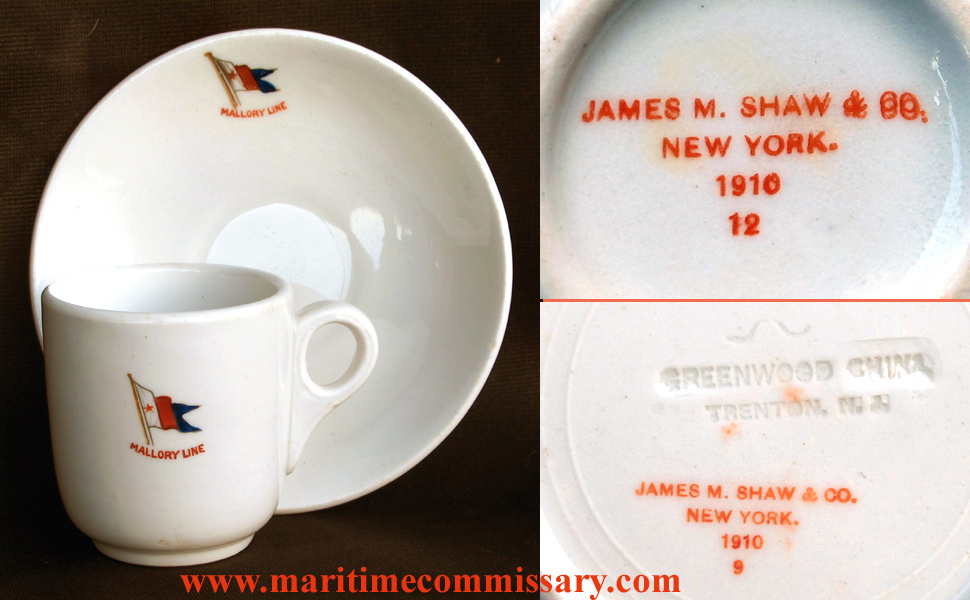 MALLORY LINE
MALLORY LINE
JAMES M. SHAW & CO.
NEW YORK.
1910
12
GREENWOOD CHINA
TRENTON, N. J.
JAMES M. SHAW & CO.
NEW YORK.
1910
9
www.maritimecommissary.com